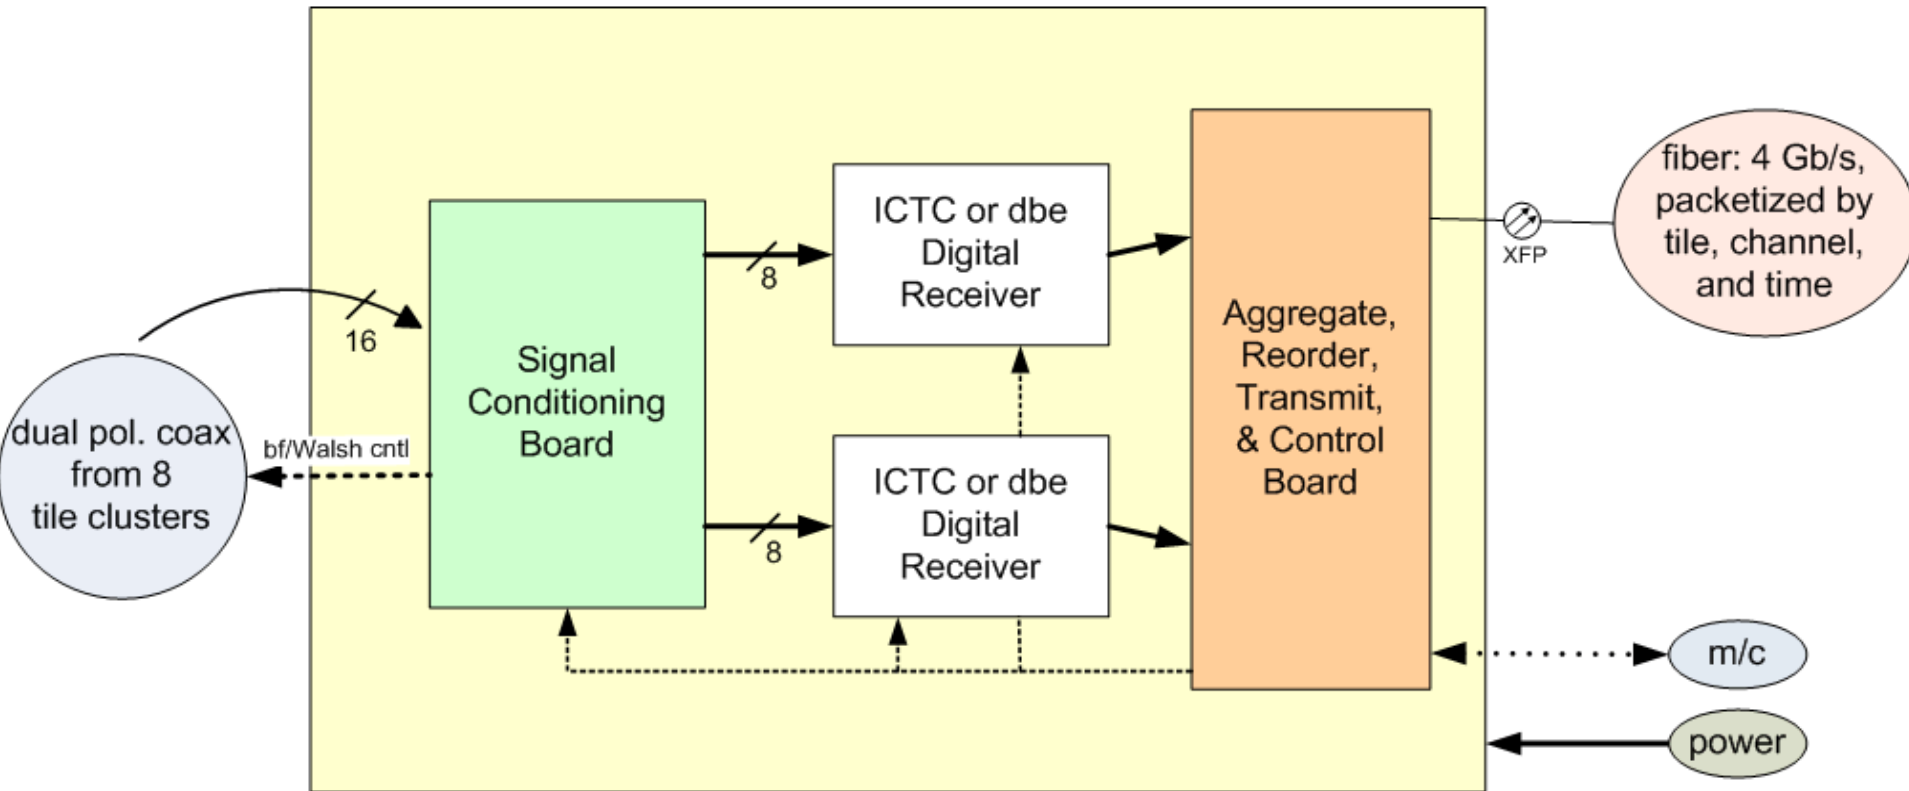 dual pol. coax
from 8
tile clusters
16
bf/Walsh cntl
Signal
Conditioning
Board
8
8
ICTC or dbe
Digital
Receiver
ICTC or dbe
Digital
Receiver
Aggregate,
Reorder,
Transmit,
& Control
Board
XFP
fiber: 4 Gb/s,
packetized by
tile, channel,
and time
m/c
power